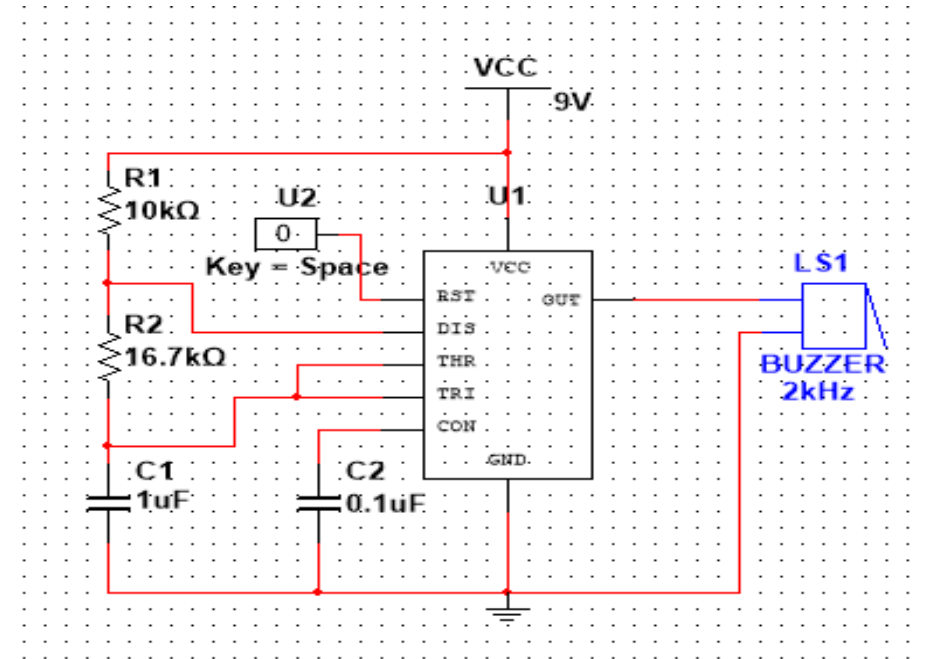 VCC
9V
R1
10kΩ
U2
0
Key = Space
U1
VCC
RST
OUT
DIS
THR
TRI
CON
GND
R2
16.7kΩ
C1
1uF
C2
0.1uF
LS1
BUZZER
2kHz